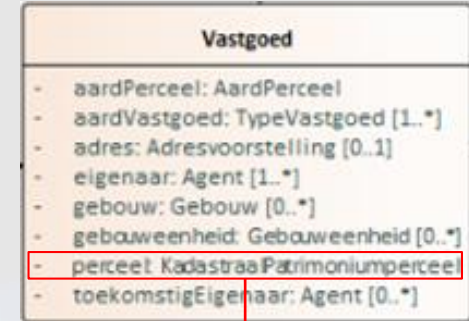 Vastgoed
- aardPerceel: AardPerceel
- aardVastgoed: TypeVastgoed [1..*]
- adres: Adresvoorstelling [0..1]
- eigenaar: Agent [1..*]
- gebouw: Gebouw [0..*]
- gebouweenheid: Gebouweenheid [0..*]
- perceel: KadastraalPatrimoniumperceel
- toekomstigEigenaar: Agent [0..*]